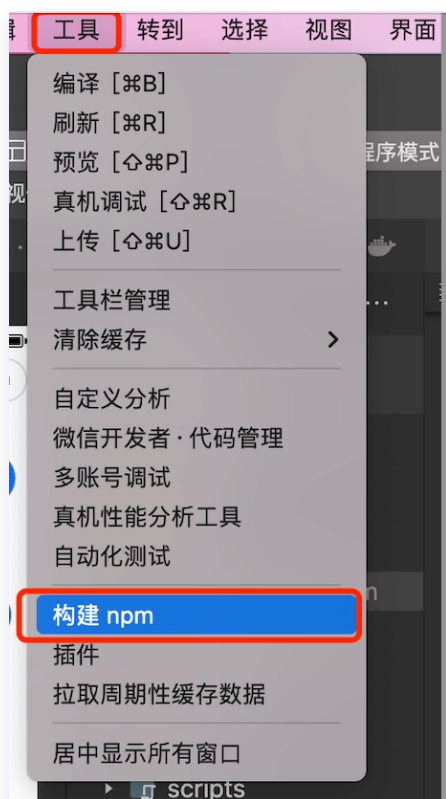 工具 转到 选择 视图 界面
编译 [⌘B]
刷新 [⌘R]
预览 [⇧⌘P]
程序模式
真机调试 [⇧⌘R]
上传 [⇧⌘U]
工具栏管理
清除缓存
自定义分析
微信开发者·代码管理
多账号调试
真机性能分析工具
自动化测试
构建 npm
插件
拉取周期性缓存数据
居中显示所有窗口
scripts